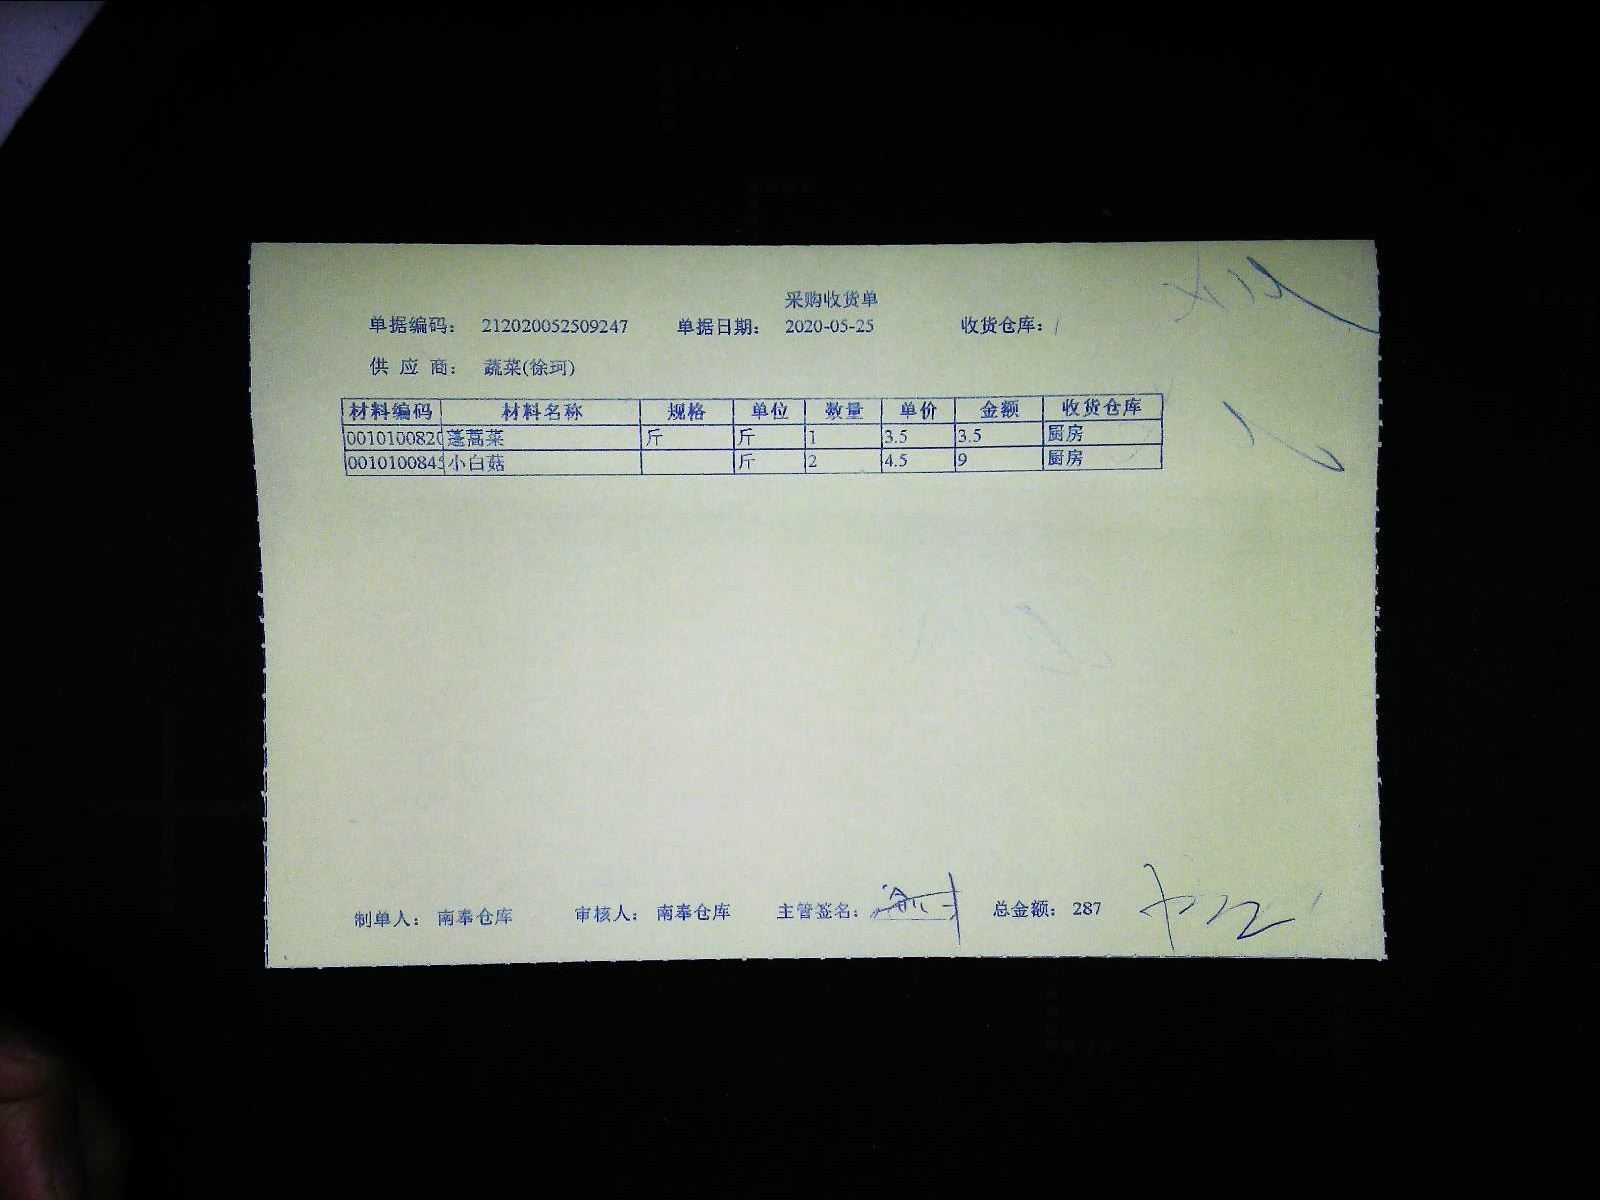 采购收货单
单据编码： 212020052509247 单据日期： 2020-05-25 收货仓库：
供 应 商： 蔬菜(徐珂)
材料编码 材料名称 规格 单位 数量 单价 金额 收货仓库
0010100820 蓬蒿菜 斤 斤 1 3.5 3.5 厨房
001010084 小白菇 斤 2 4.5 9 厨房
制单人： 南奉仓库 审核人： 南奉仓库 主管签名： 总金额： 287